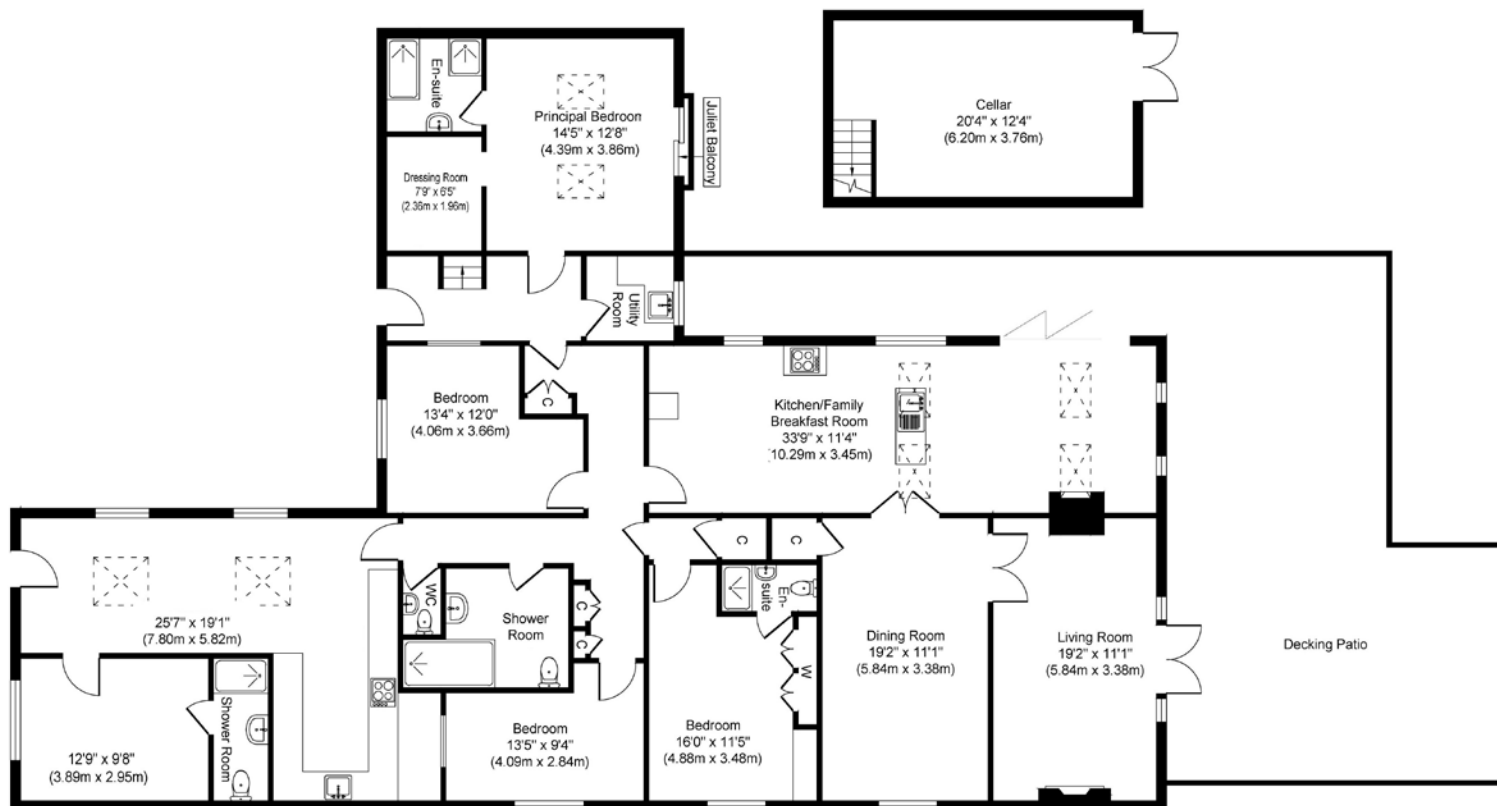 En-suite
Principal Bedroom
14'5" x 12'8"
(4.39m x 3.86m)
Juliet Balcony
Dressing Room
7'9" x 6'5"
(2.36m x 1.96m)
Cellar
20'4" x 12'4"
(6.20m x 3.76m)
Utility
Room
Bedroom
13'4" x 12'0"
(4.06m x 3.66m)
C
Kitchen/Family
Breakfast Room
33'9" x 11'4"
(10.29m x 3.45m)
25'7" x 19'1"
(7.80m x 5.82m)
WC
Shower
Room
C
C
C
C
En-
suite
W
Dining Room
19'2" x 11'1"
(5.84m x 3.38m)
Living Room
19'2" x 11'1"
(5.84m x 3.38m)
Decking Patio
12'9" x 9'8"
(3.89m x 2.95m)
Shower Room
Bedroom
13'5" x 9'4"
(4.09m x 2.84m)
Bedroom
16'0" x 11'5"
(4.88m x 3.48m)